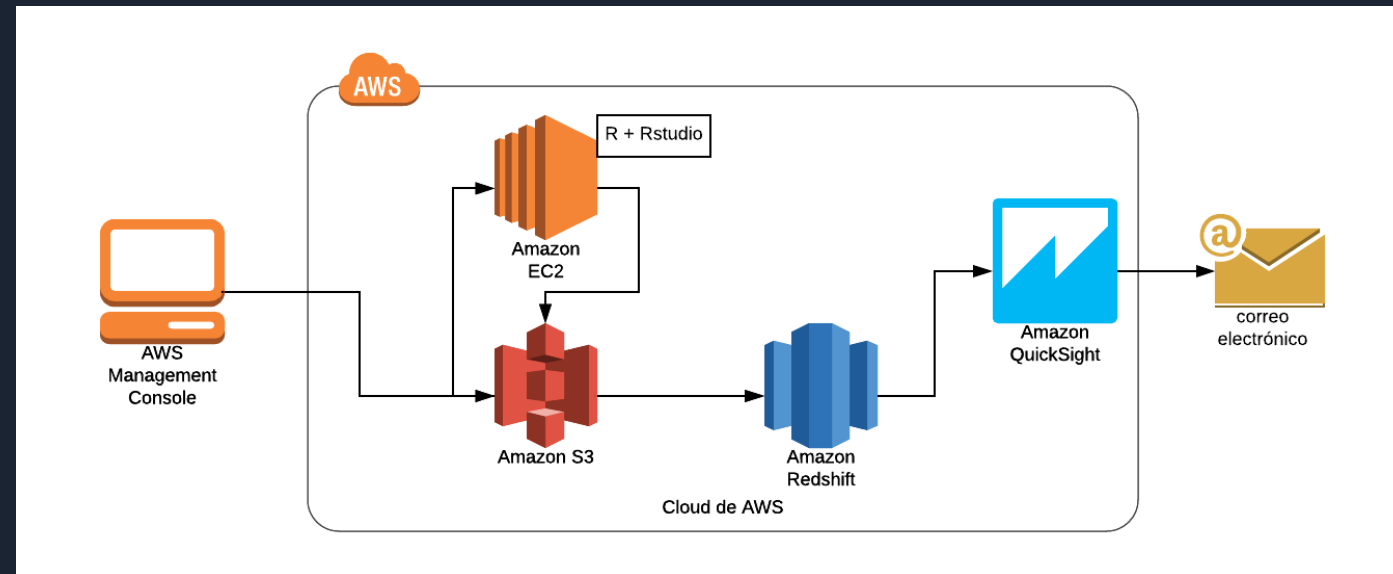 AWS
R + Rstudio
Amazon
EC2
AWS
Management
Console
Amazon S3
Amazon
Redshift
Amazon
QuickSight
@
correo
electrónico
Cloud de AWS